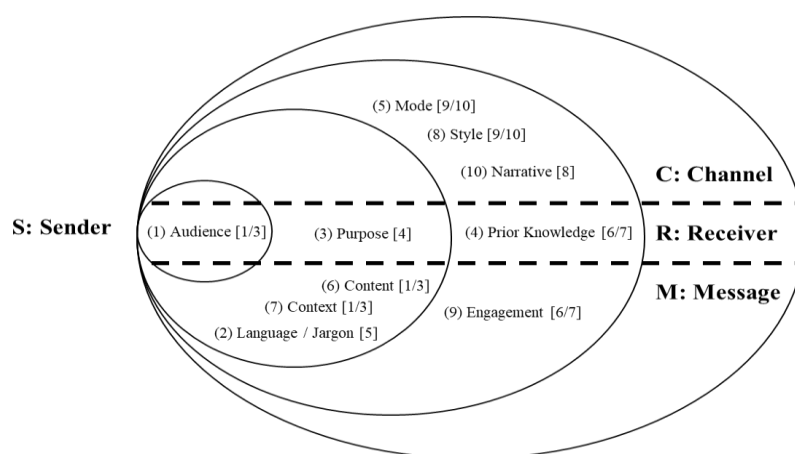 (5) Mode [9/10]
(8) Style [9/10]
(10) Narrative [8]
C: Channel
S: Sender
(1) Audience [1/3]
(3) Purpose [4]
(4) Prior Knowledge [6/7]
R: Receiver
(6) Content [1/3]
M: Message
(7) Context [1/3]
(9) Engagement [6/7]
(2) Language / Jargon [5]